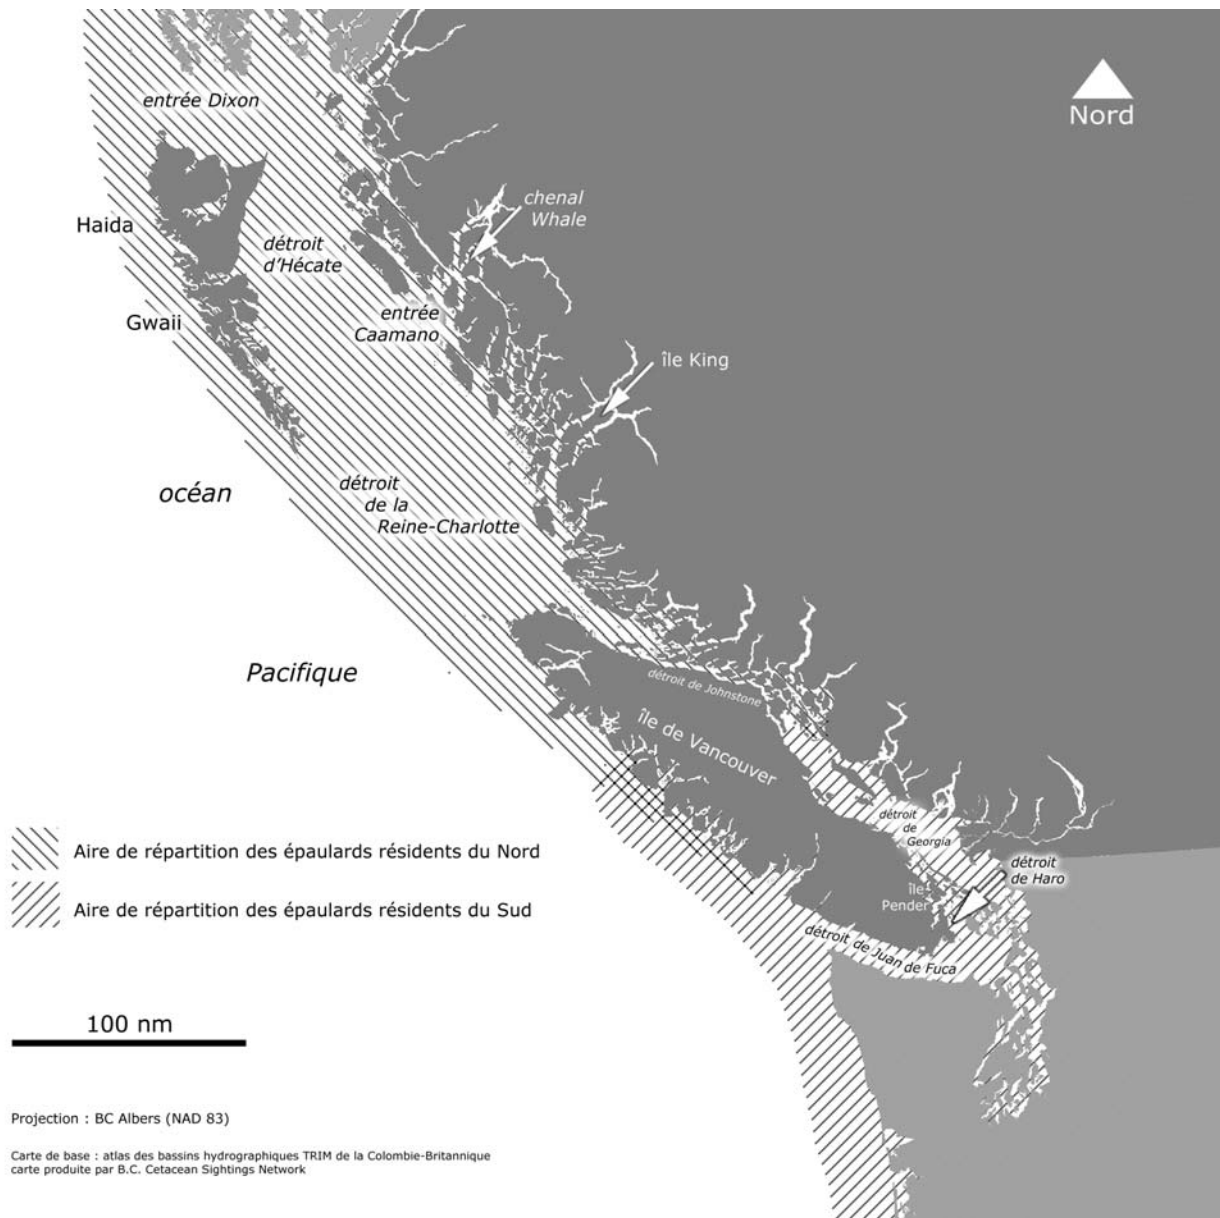 entrée Dixon
Nord
chenal
Whale
Haida
détroit
d'Hécate
Gwaii
entrée
Caamano
île King
océan
détroit
de la
Reine-Charlotte
Pacifique
détroit de Johnstone
île de Vancouver
détroit
de
Georgia
détroit
de Haro
île
Pender
détroit de Juan de Fuca
Aire de répartition des épaulards résidents du Nord
Aire de répartition des épaulards résidents du Sud
100 nm
Projection : BC Albers (NAD 83)
Carte de base : atlas des bassins hydrographiques TRIM de la Colombie-Britannique
carte produite par B.C. Cetacean Sightings Network